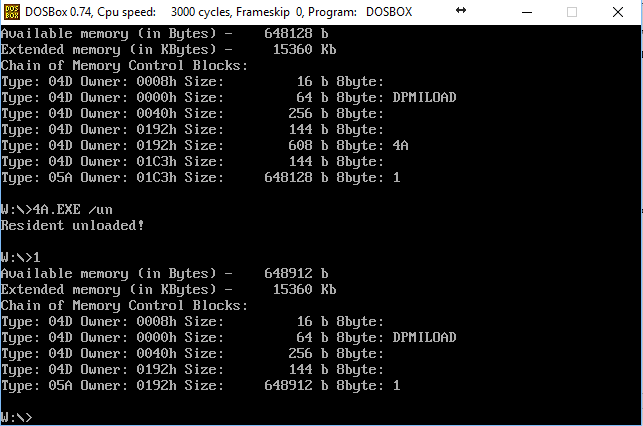 DOSBox 0.74, Cpu speed: 3000 cycles, Frameskip 0, Program: DOSBOX
Available memory (in Bytes) - 648128 b
Extended memory (in KBytes) - 15360 Kb
Chain of Memory Control Blocks:
Type: 04D Owner: 0008h Size: 16 b 8byte:
Type: 04D Owner: 0000h Size: 64 b 8byte: DPMILOAD
Type: 04D Owner: 0040h Size: 256 b 8byte:
Type: 04D Owner: 0192h Size: 144 b 8byte:
Type: 04D Owner: 0192h Size: 608 b 8byte: 4A
Type: 04D Owner: 01C3h Size: 144 b 8byte:
Type: 05A Owner: 01C3h Size: 648128 b 8byte: 1
W:\>4A.EXE /un
Resident unloaded!
W:\>1
Available memory (in Bytes) - 648912 b
Extended memory (in KBytes) - 15360 Kb
Chain of Memory Control Blocks:
Type: 04D Owner: 0008h Size: 16 b 8byte:
Type: 04D Owner: 0000h Size: 64 b 8byte: DPMILOAD
Type: 04D Owner: 0040h Size: 256 b 8byte:
Type: 04D Owner: 0192h Size: 144 b 8byte:
Type: 05A Owner: 0192h Size: 648912 b 8byte: 1
W:\>